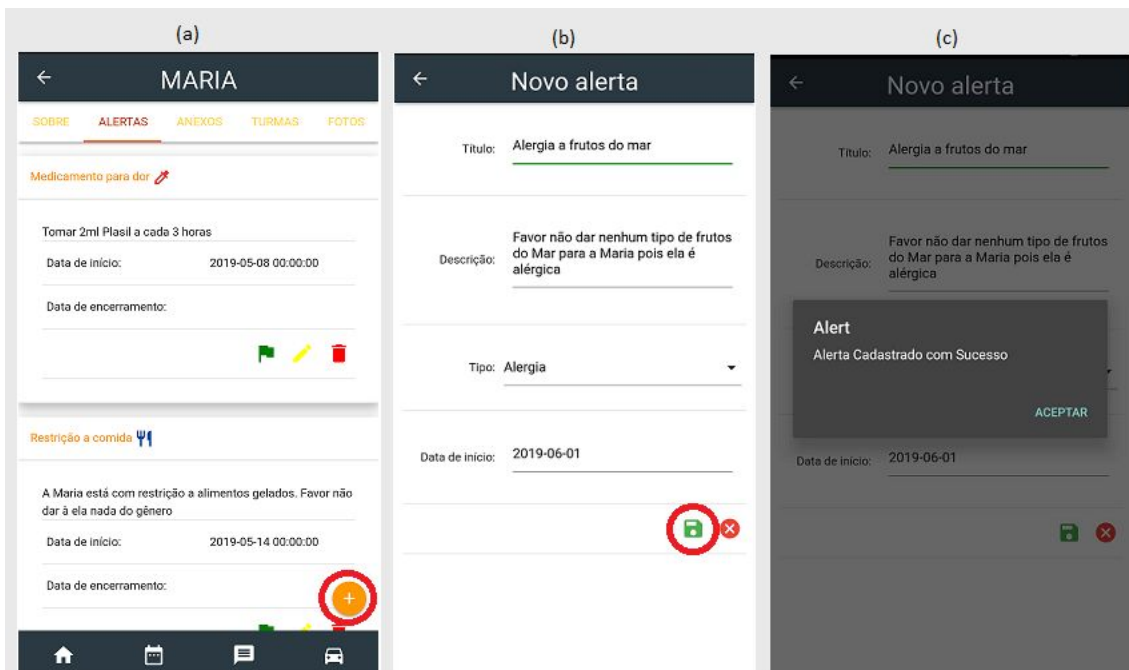 (a)
MARIA
SOBRE ALERTAS ANEXOS TURMAS FOTOS
Medicamento para dor
Tomar 2ml Plasil a cada 3 horas
Data de início: 2019-05-08 00:00:00
Data de encerramento:
Restrição a comida
A Maria está com restrição a alimentos gelados. Favor não
dar à ela nada do gênero
Data de início: 2019-05-14 00:00:00
Data de encerramento:
(b)
Novo alerta
Título: Alergia a frutos do mar
Descrição: Favor não dar nenhum tipo de frutos
do Mar para a Maria pois ela é
alérgica
Tipo: Alergia
Data de início: 2019-06-01
(c)
Novo alerta
Título: Alergia a frutos do mar
Descrição: Favor não dar nenhum tipo de frutos
do Mar para a Maria pois ela é
alérgica
Alert
Alerta Cadastrado com Sucesso
ACEPTAR
Data de início: 2019-06-01